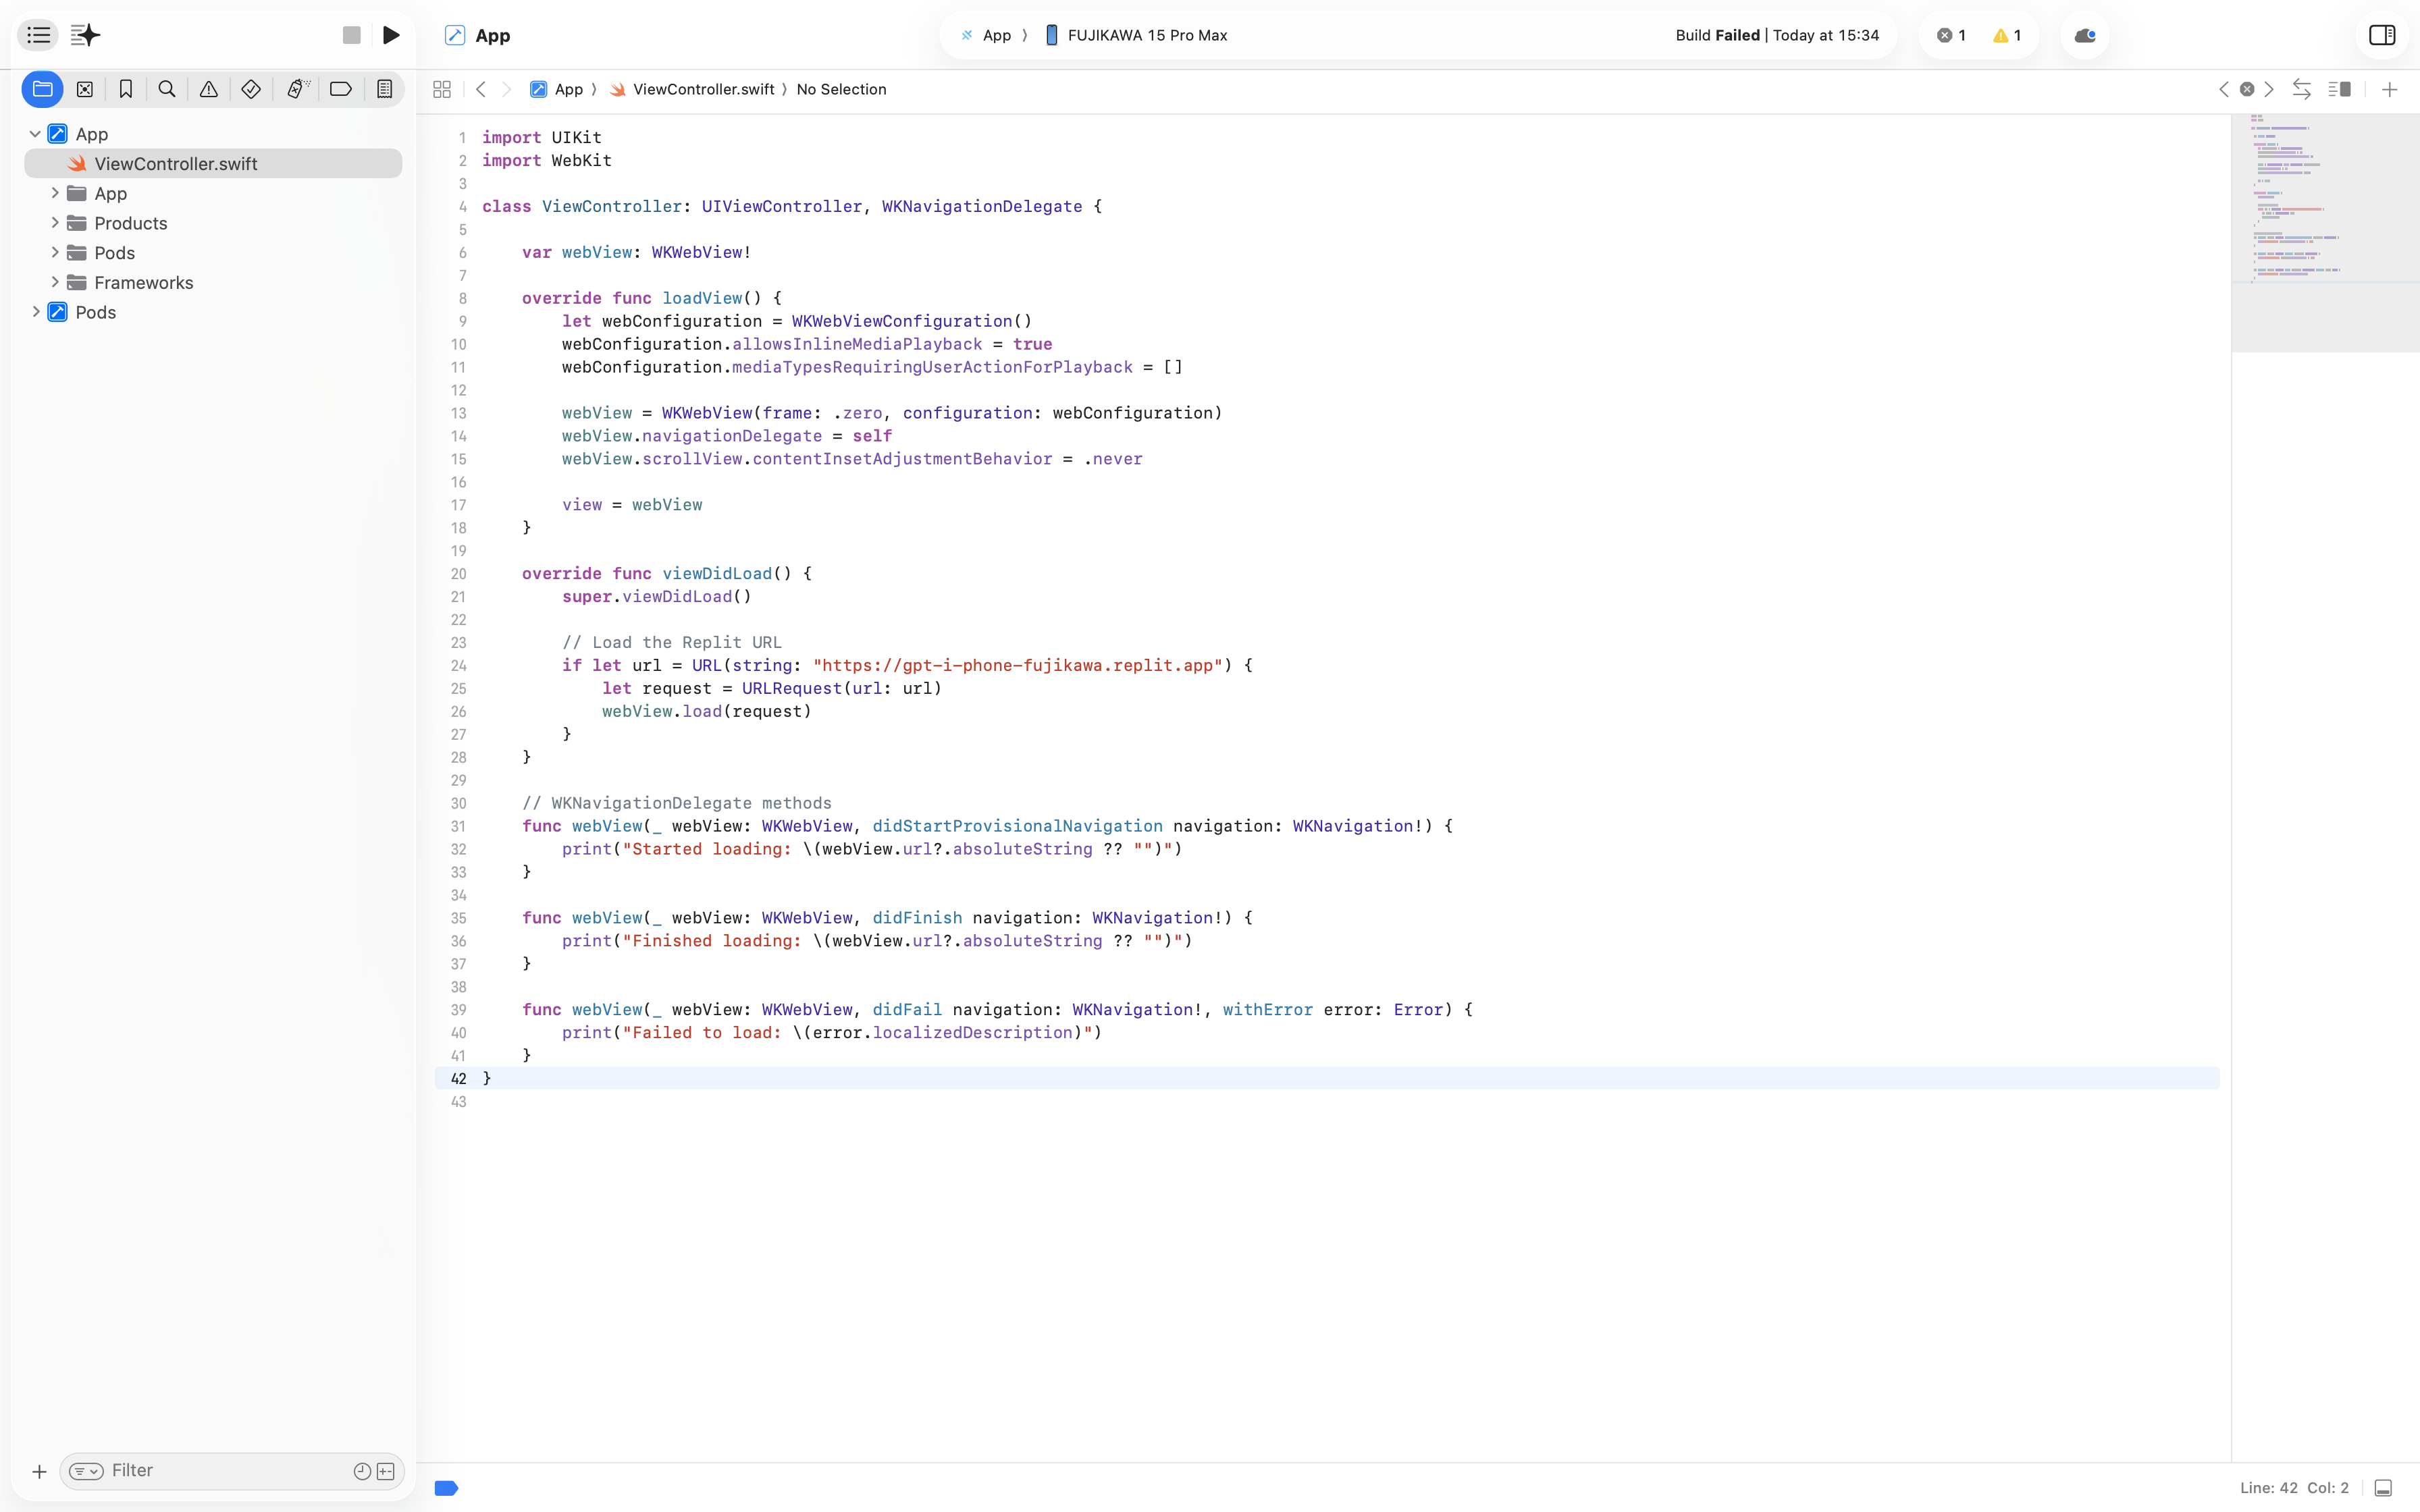 App
App
FUJIKAWA 15 Pro Max
Build Failed | Today at 15:34
1
1
App
ViewController.swift
No Selection
App
ViewController.swift
App
Products
Pods
Frameworks
Pods
1 import UIKit
2 import WebKit
3
4 class ViewController: UIViewController, WKNavigationDelegate {
5
6     var webView: WKWebView!
7
8     override func loadView() {
9         let webConfiguration = WKWebViewConfiguration()
10         webConfiguration.allowsInlineMediaPlayback = true
11         webConfiguration.mediaTypesRequiringUserActionForPlayback = []
12
13         webView = WKWebView(frame: .zero, configuration: webConfiguration)
14         webView.navigationDelegate = self
15         webView.scrollView.contentInsetAdjustmentBehavior = .never
16
17         view = webView
18     }
19
20     override func viewDidLoad() {
21         super.viewDidLoad()
22
23         // Load the Replit URL
24         if let url = URL(string: "https://gpt-i-phone-fujikawa.replit.app") {
25             let request = URLRequest(url: url)
26             webView.load(request)
27         }
28     }
29
30     // WKNavigationDelegate methods
31     func webView(_ webView: WKWebView, didStartProvisionalNavigation navigation: WKNavigation!) {
32         print("Started loading: \(webView.url?.absoluteString ?? "")")
33     }
34
35     func webView(_ webView: WKWebView, didFinish navigation: WKNavigation!) {
36         print("Finished loading: \(webView.url?.absoluteString ?? "")")
37     }
38
39     func webView(_ webView: WKWebView, didFail navigation: WKNavigation!, withError error: Error) {
40         print("Failed to load: \(error.localizedDescription)")
41     }
42 }
43
Filter
Line: 42 Col: 2